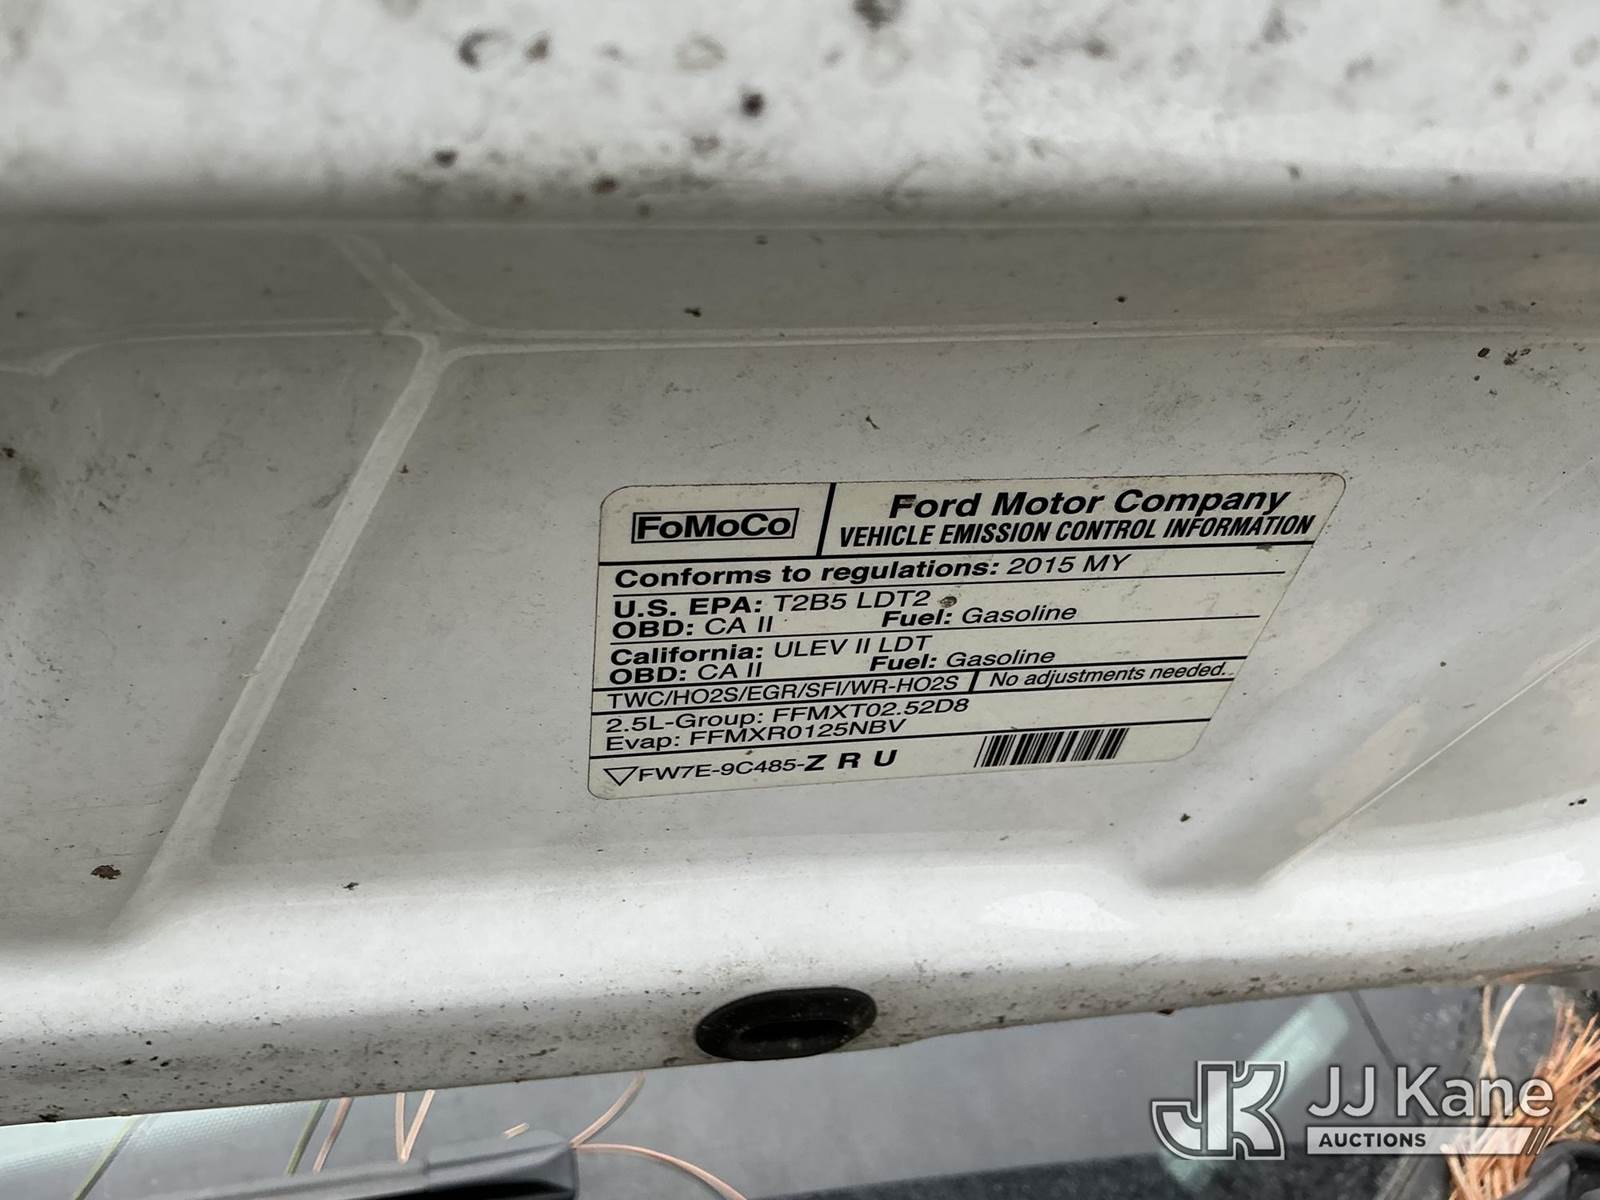 FoMoCo
Ford Motor Company
VEHICLE EMISSION CONTROL INFORMATION
Conforms to regulations: 2015 MY
U.S. EPA: T2B5 LDT2
OBD: CA II Fuel: Gasoline
California: ULEV II LDT
OBD: CA II Fuel: Gasoline
TWC/HO2S/EGR/SFI/WR-HO2S No adjustments needed.
2.5L-Group: FFMXT02.52D8
Evap: FFMXR0125NBV
FW7E-9C485-Z R U
JK JJ Kane
AUCTIONS